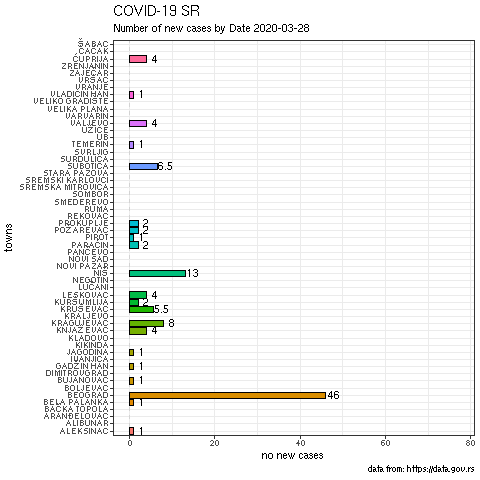 COVID-19 SR
Number of new cases by Date 2020-03-28
ŠABAC
ČAČAK
ĆUPRIJA 4
ZRENJANIN
ZAJEČAR
VRŠAC
VRANJE
VLADIČIN HAN 1
VELIKO GRADIŠTE
VELIKA PLANA
VARVARIN
VALJEVO 4
UŽICE
UB
TEMERIN 1
SVRLJIG
SURDULICA
SUBOTICA 6.5
STARA PAZOVA
SREMSKI KARLOVCI
SREMSKA MITROVICA
SOMBOR
SMEDEREVO
RUMA
REKOVAC
PROKUPLJE 2
POŽAREVAC 2
PIROT 1
PARAĆIN 2
PANČEVO
NOVI SAD
NOVI PAZAR
NIŠ 13
NEGOTIN
LUČANI
LESKOVAC 4
KURŠUMLIJA 2
KRUŠEVAC 5.5
KRALJEVO
KRAGUJEVAC 8
KNJAŽEVAC 4
KLADOVO
KIKINDA
JAGODINA 1
IVANJICA
GADŽIN HAN 1
DIMITROVGRAD
BUJANOVAC 1
BOLJEVAC
BEOGRAD 46
BELA PALANKA 1
BAČKA TOPOLA
ARANĐELOVAC
ALIBUNAR
ALEKSINAC 1
towns
0 20 40 60 80
no new cases
data from: https://data.gov.rs